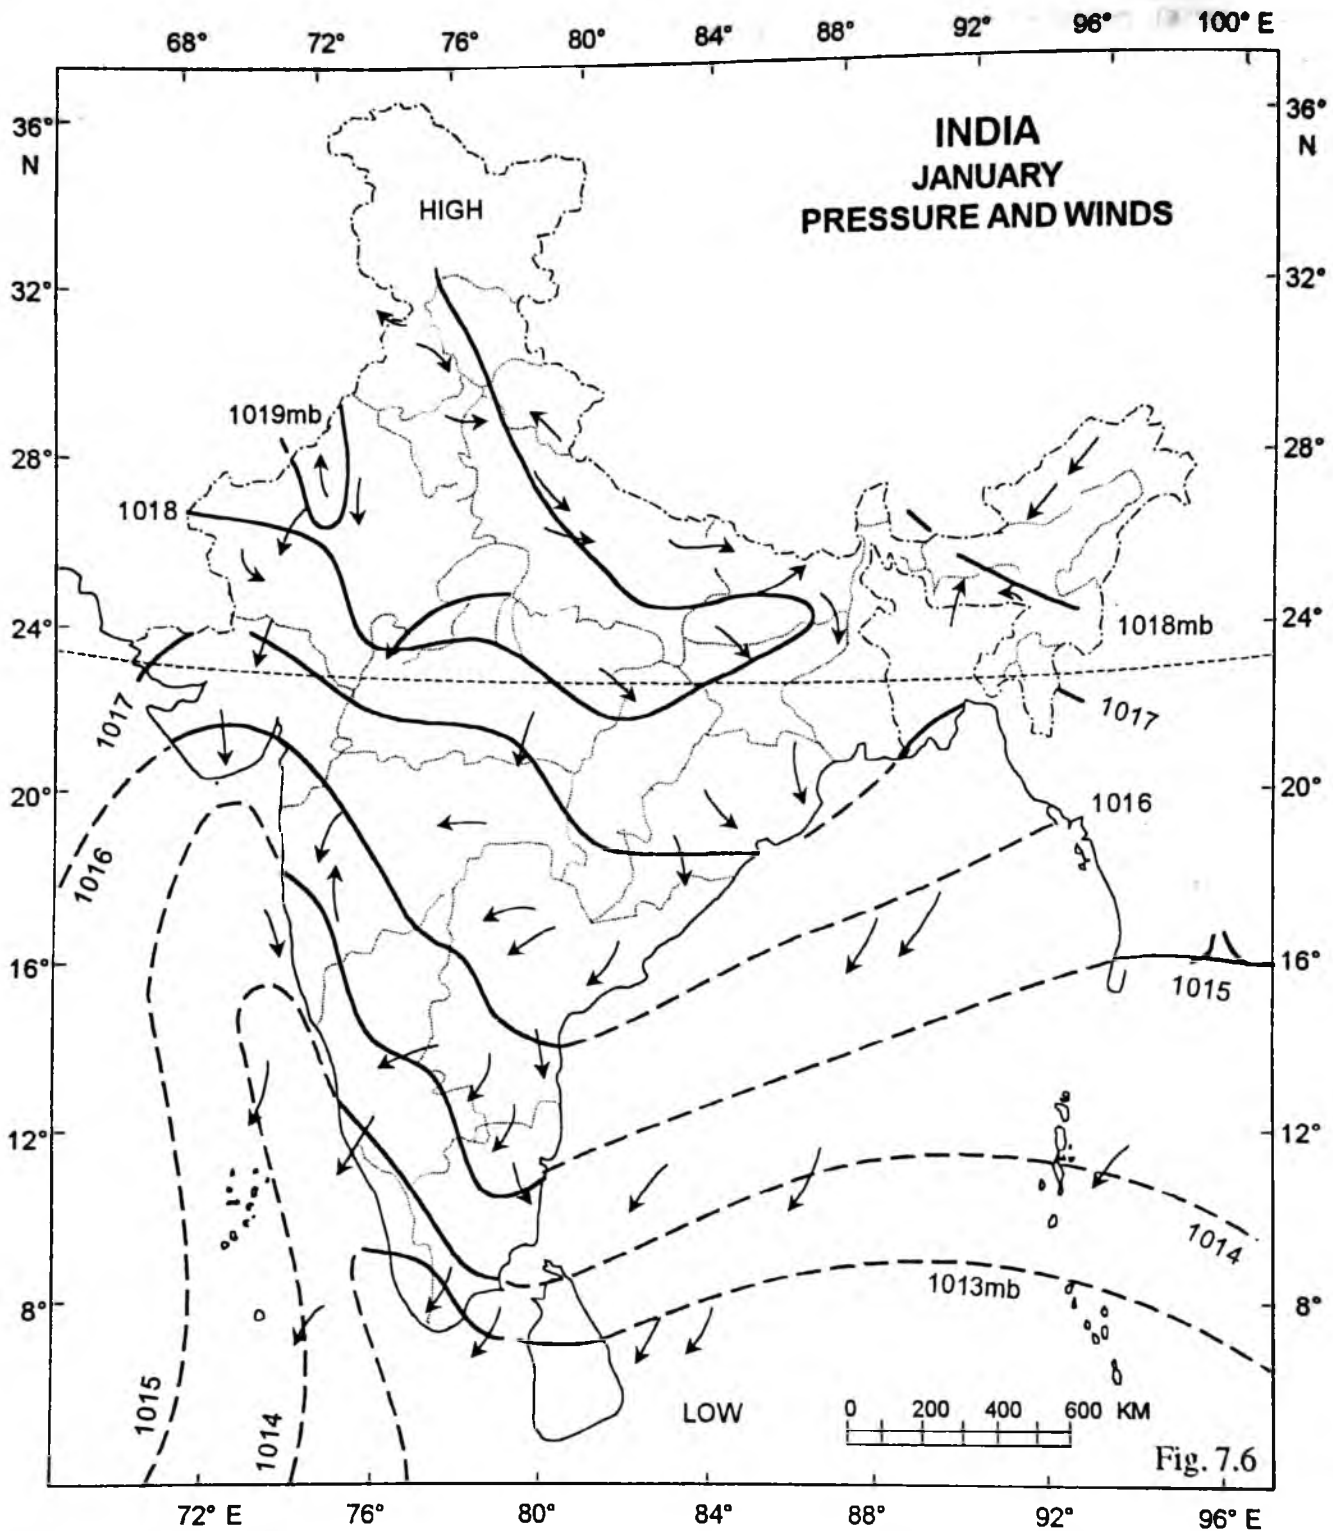 68° 72° 76° 80° 84° 88° 92° 96° 100° E
36° 36°
N N
INDIA
JANUARY
PRESSURE AND WINDS
HIGH
32° 32°
1019mb
28° 28°
1018
24° 24°
1018mb
1017 1017
20° 20°
1016
1016
16° 16°
1015
12° 12°
1014
1013mb
8° 8°
1015
1014
LOW
0 200 400 600 KM
Fig. 7.6
72° E 76° 80° 84° 88° 92° 96° E